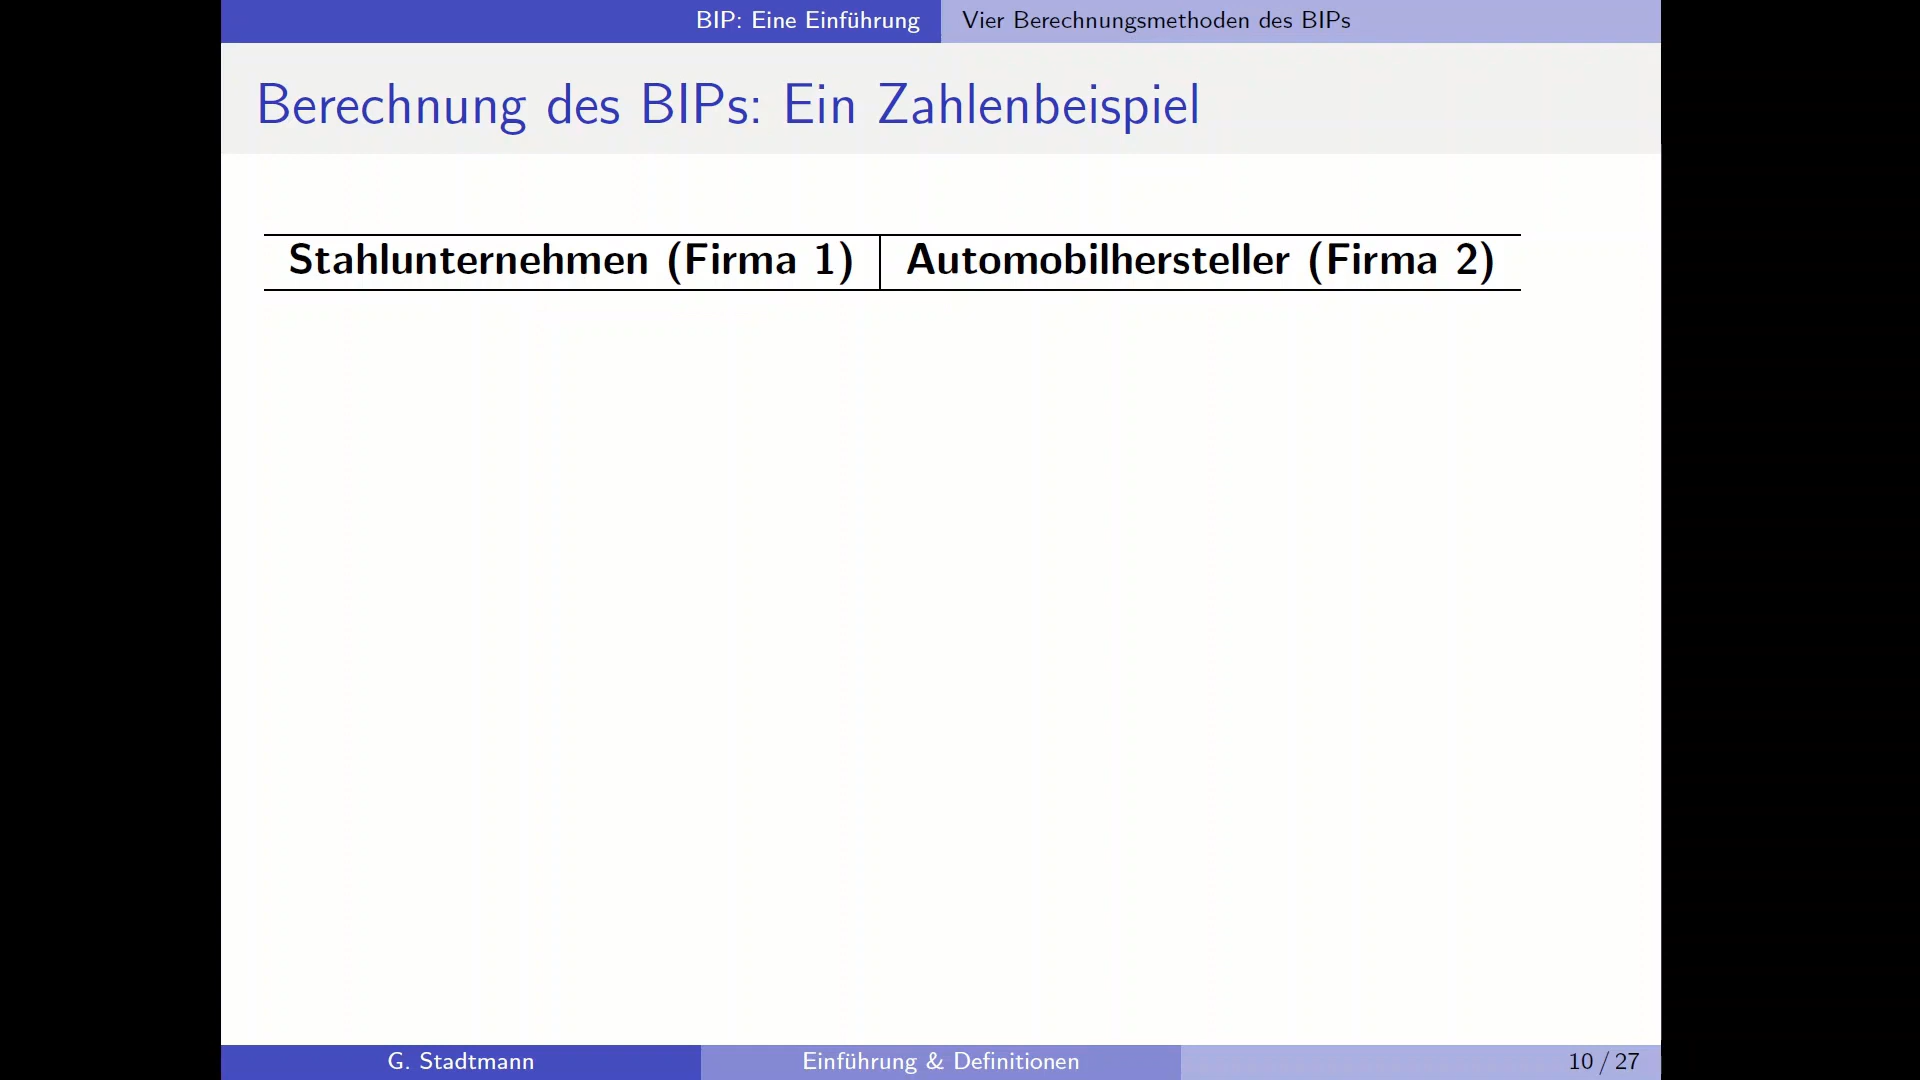 BIP: Eine Einführung
Vier Berechnungsmethoden des BIPs
Berechnung des BIPs: Ein Zahlenbeispiel
Stahlunternehmen (Firma 1)
Automobilhersteller (Firma 2)
G. Stadtmann
Einführung & Definitionen
10 / 27